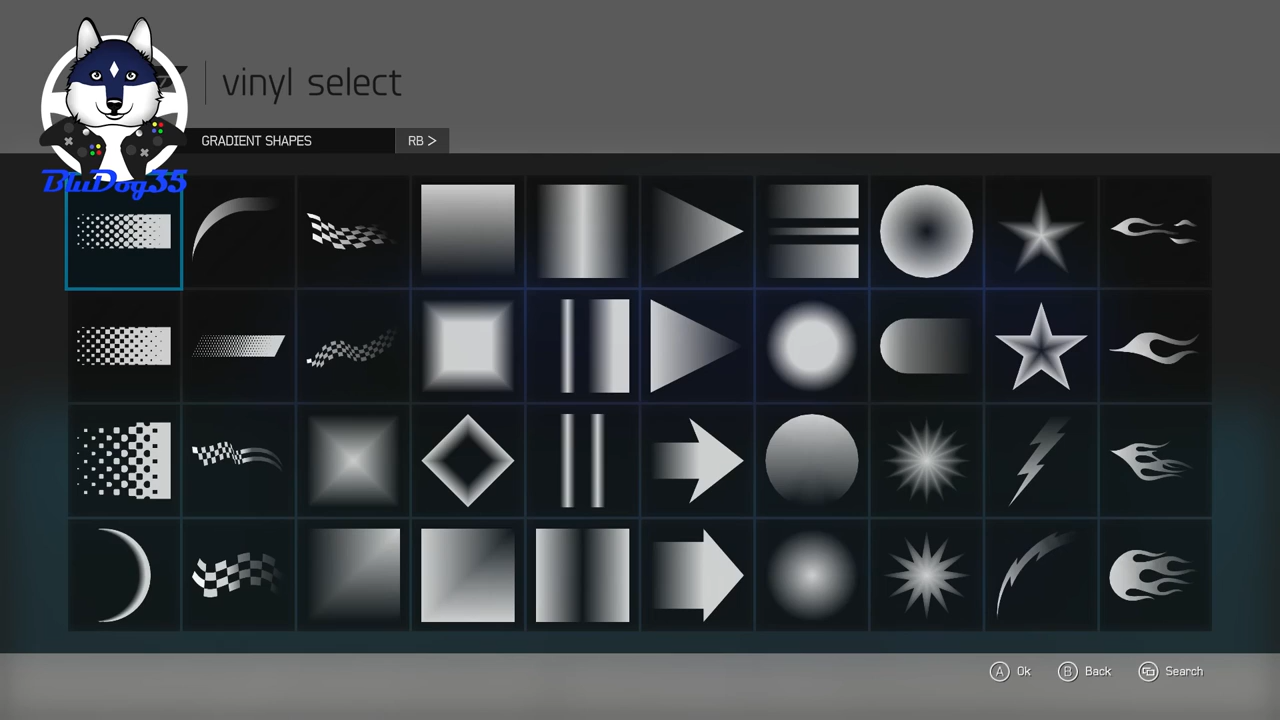 vinyl select
GRADIENT SHAPES
RB >
BluDog35
A Ok
B Back
Search